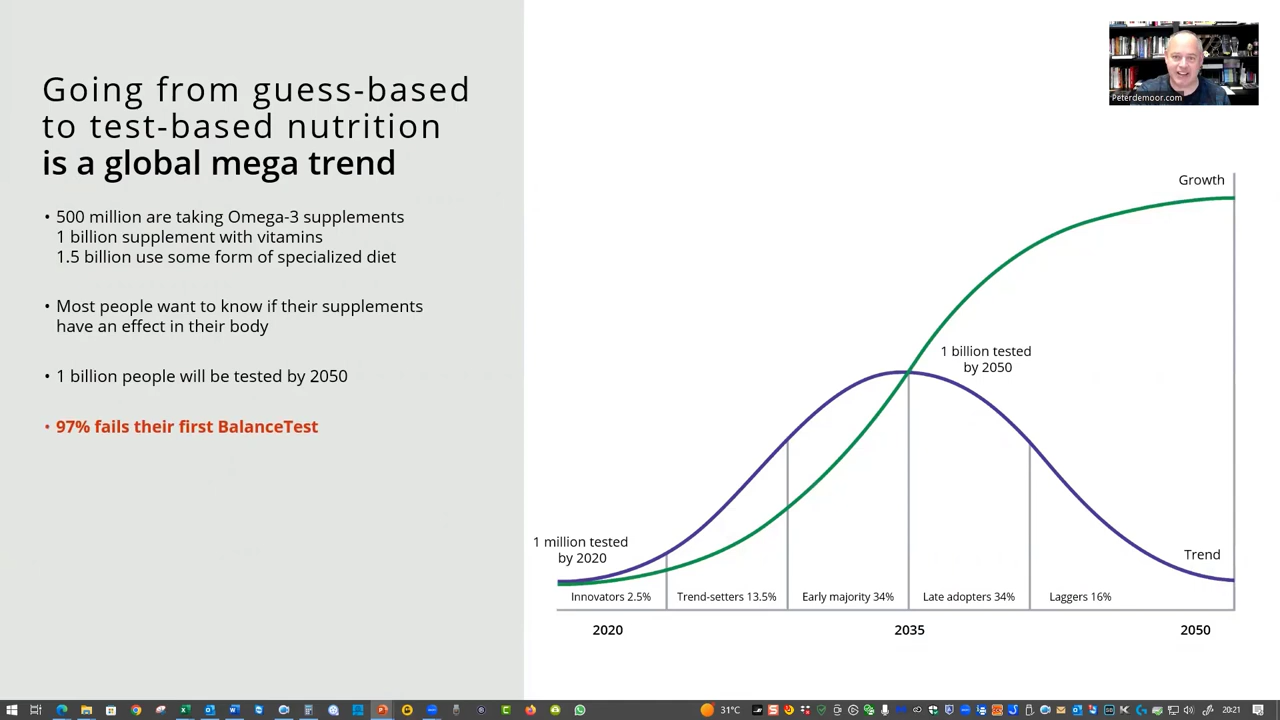 Going from guess-based
to test-based nutrition
is a global mega trend
• 500 million are taking Omega-3 supplements
1 billion supplement with vitamins
1.5 billion use some form of specialized diet
• Most people want to know if their supplements
have an effect in their body
• 1 billion people will be tested by 2050
• 97% fails their first BalanceTest
Peterdemoor.com
Growth
1 billion tested
by 2050
1 million tested
by 2020
Trend
Innovators 2.5%
Trend-setters 13.5%
Early majority 34%
Late adopters 34%
Laggers 16%
2020
2035
2050
31°C
2021